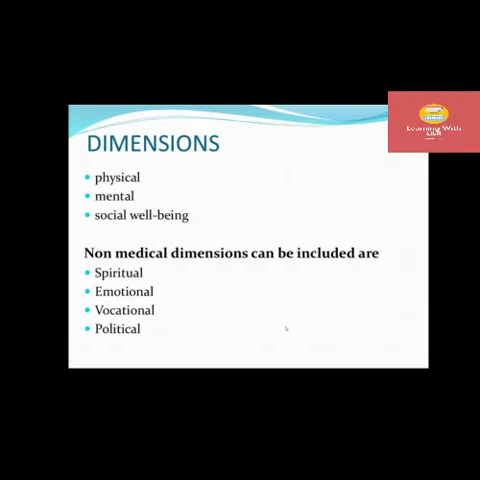 DIMENSIONS
physical
mental
social well-being
Non medical dimensions can be included are
Spiritual
Emotional
Vocational
Political
Learning With